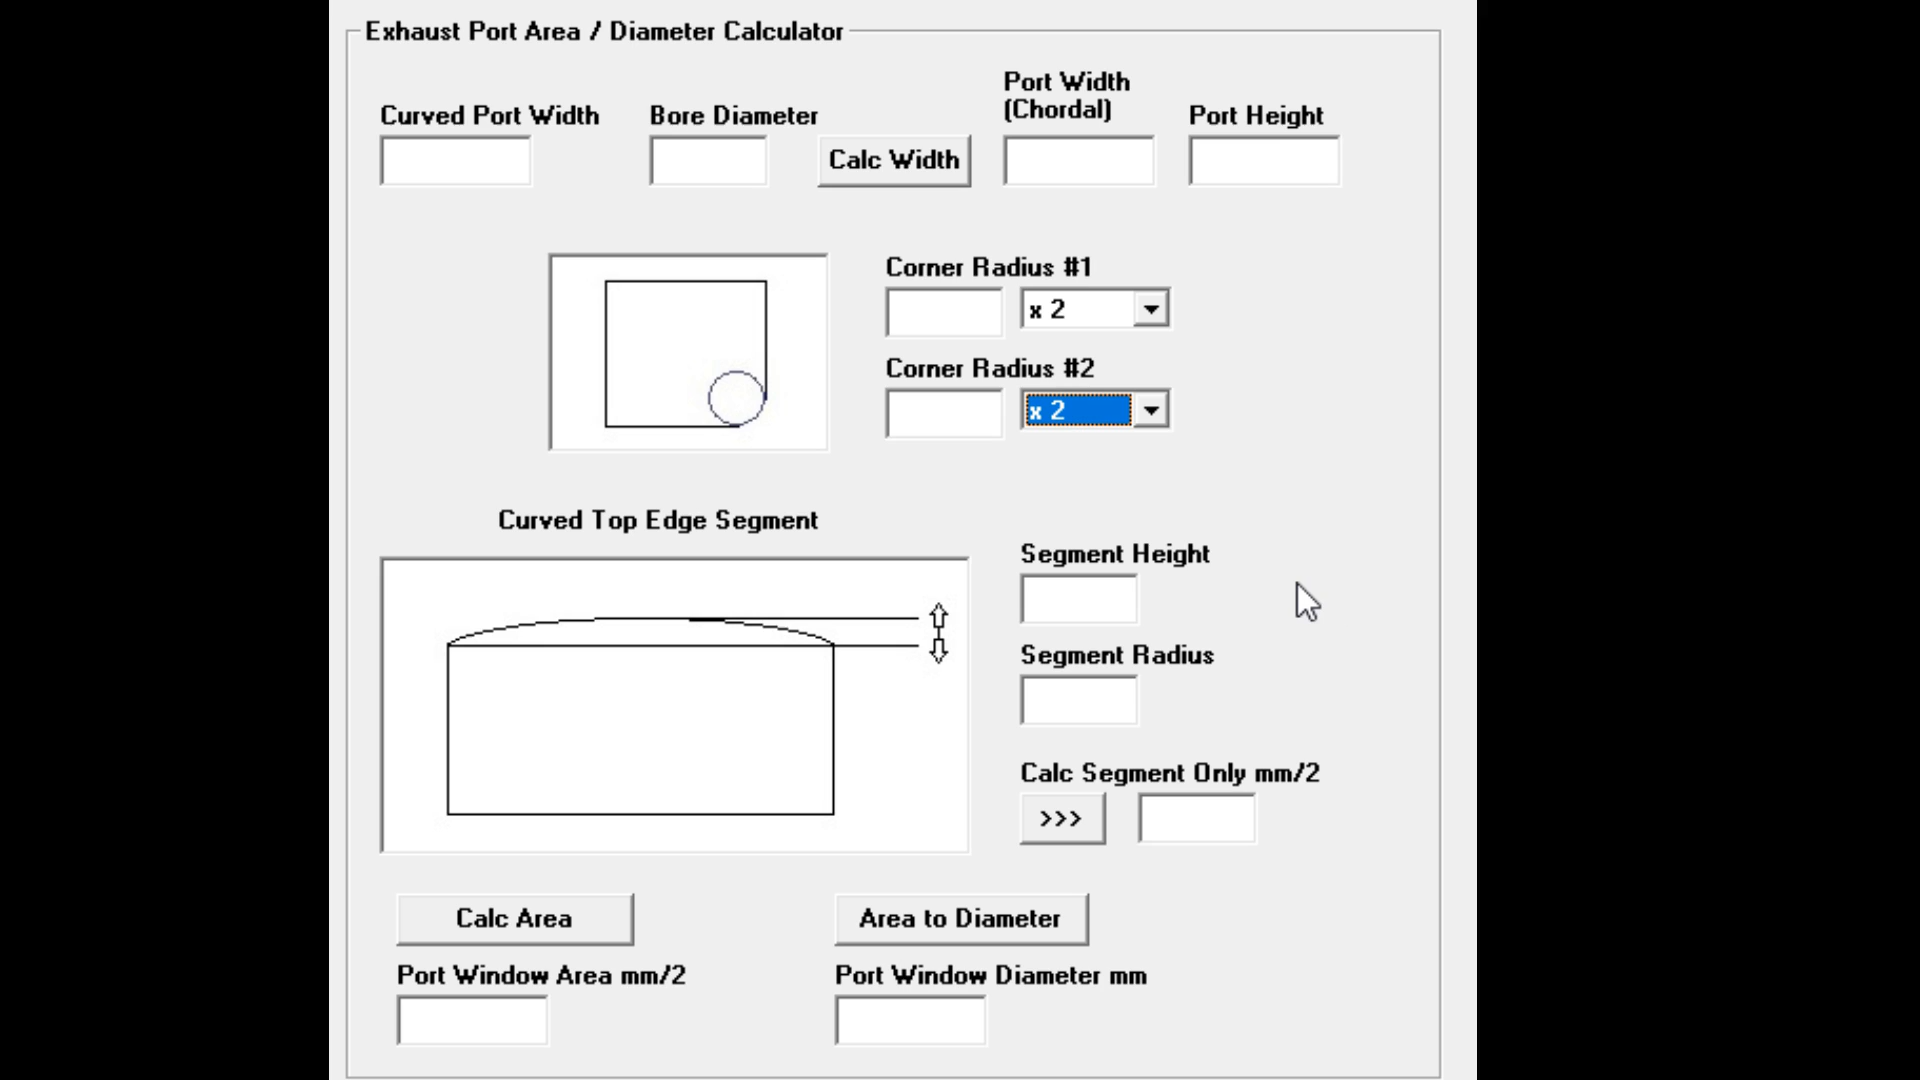 Exhaust Port Area / Diameter Calculator
Curved Port Width
Bore Diameter
Calc Width
Port Width
(Chordal)
Port Height
Corner Radius #1
x 2
Corner Radius #2
x 2
Curved Top Edge Segment
Segment Height
Segment Radius
Calc Segment Only mm/2
>>>
Calc Area
Area to Diameter
Port Window Area mm/2
Port Window Diameter mm